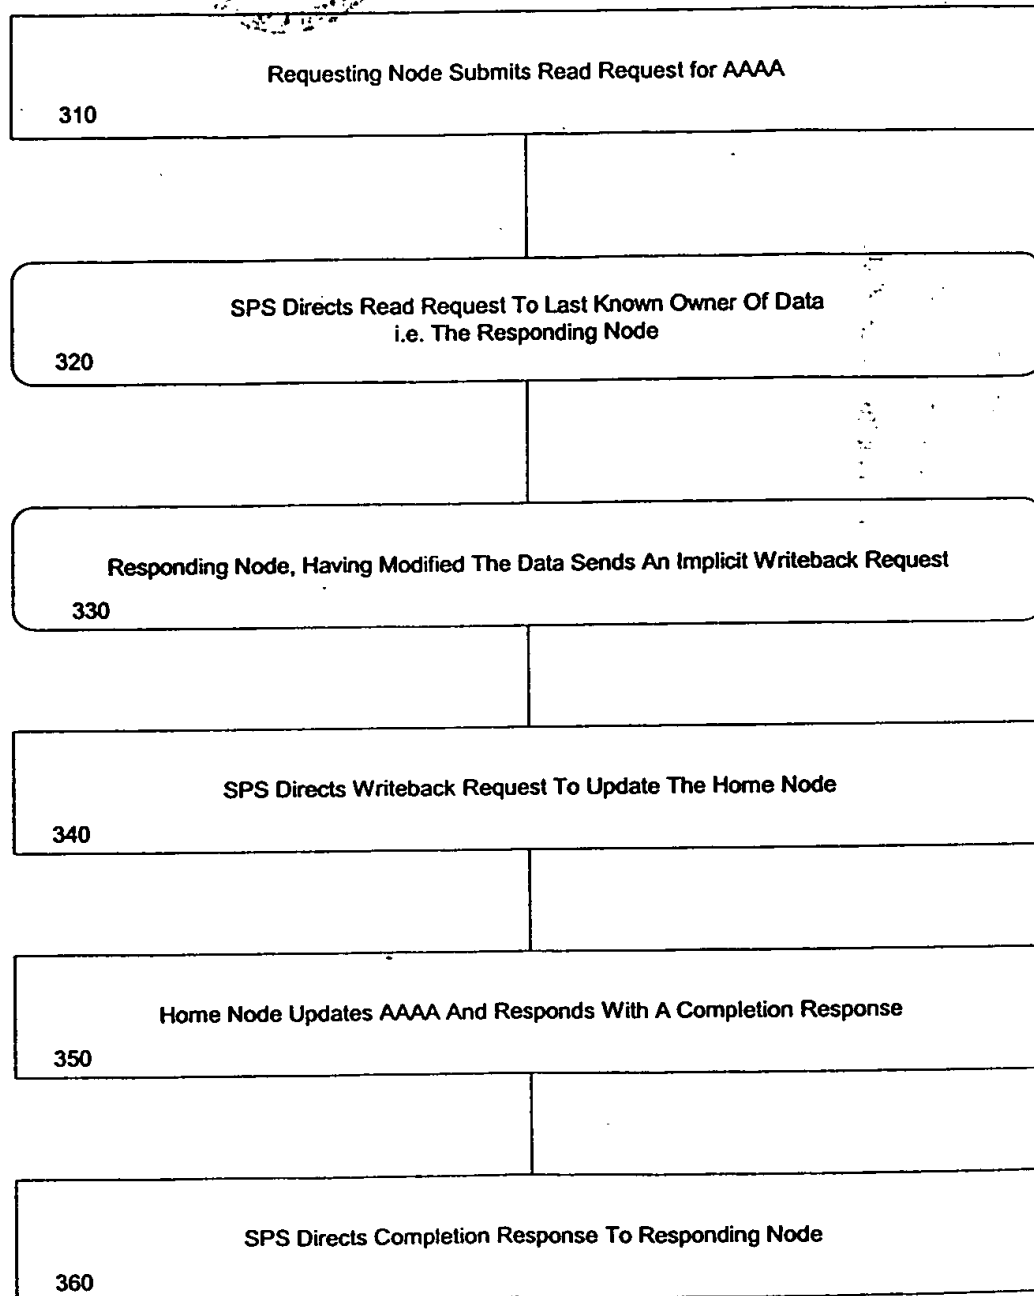 Requesting Node Submits Read Request for AAAA
310
SPS Directs Read Request To Last Known Owner Of Data
i.e. The Responding Node
320
Responding Node, Having Modified The Data Sends An Implicit Writeback Request
330
SPS Directs Writeback Request To Update The Home Node
340
Home Node Updates AAAA And Responds With A Completion Response
350
SPS Directs Completion Response To Responding Node
360